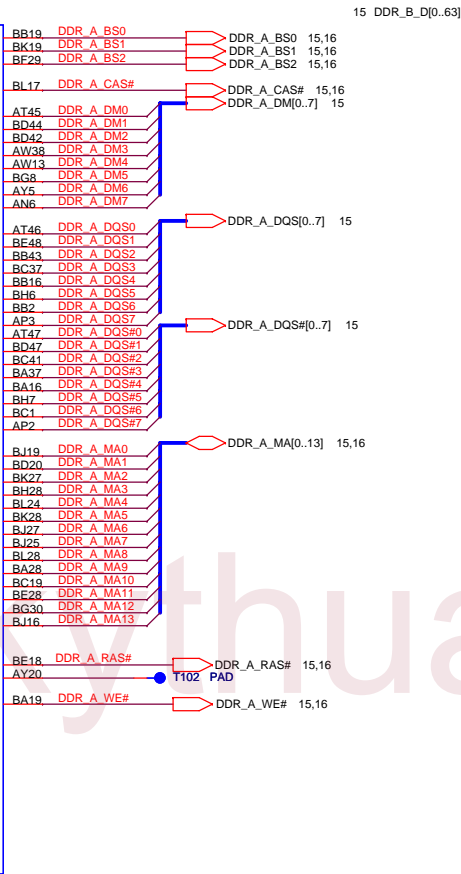 15 DDR_B_D[0..63]
BB19 DDR_A_BS0 DDR_A_BS0 15,16
BK19 DDR_A_BS1 DDR_A_BS1 15,16
BF29 DDR_A_BS2 DDR_A_BS2 15,16
BL17 DDR_A_CAS# DDR_A_CAS# 15,16
DDR_A_DM[0..7] 15
AT45 DDR_A_DM0
BD44 DDR_A_DM1
BD42 DDR_A_DM2
AW38 DDR_A_DM3
AW13 DDR_A_DM4
BG8 DDR_A_DM5
AY5 DDR_A_DM6
AN6 DDR_A_DM7
DDR_A_DQS[0..7] 15
AT46 DDR_A_DQS0
BE48 DDR_A_DQS1
BB43 DDR_A_DQS2
BC37 DDR_A_DQS3
BB16 DDR_A_DQS4
BH6 DDR_A_DQS5
BB2 DDR_A_DQS6
AP3 DDR_A_DQS7
DDR_A_DQS#[0..7] 15
AT47 DDR_A_DQS#0
BD47 DDR_A_DQS#1
BC41 DDR_A_DQS#2
BA37 DDR_A_DQS#3
BA16 DDR_A_DQS#4
BH7 DDR_A_DQS#5
BC1 DDR_A_DQS#6
AP2 DDR_A_DQS#7
DDR_A_MA[0..13] 15,16
BJ19 DDR_A_MA0
BD20 DDR_A_MA1
BK27 DDR_A_MA2
BH28 DDR_A_MA3
BL24 DDR_A_MA4
BK28 DDR_A_MA5
BJ27 DDR_A_MA6
BJ25 DDR_A_MA7
BL28 DDR_A_MA8
BA28 DDR_A_MA9
BC19 DDR_A_MA10
BE28 DDR_A_MA11
BG30 DDR_A_MA12
BJ16 DDR_A_MA13
BE18 DDR_A_RAS# DDR_A_RAS# 15,16
AY20 T102 PAD
BA19 DDR_A_WE# DDR_A_WE# 15,16
kythua